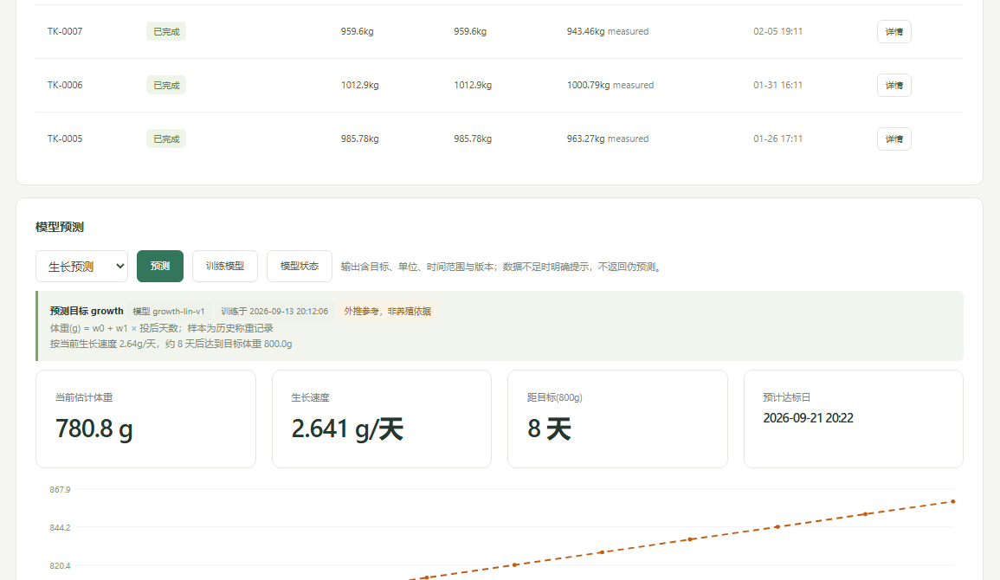 TK-0007 已完成 959.6kg 959.6kg 943.46kg measured 02-05 19:11 详情
TK-0006 已完成 1012.9kg 1012.9kg 1000.79kg measured 01-31 16:11 详情
TK-0005 已完成 985.78kg 985.78kg 963.27kg measured 01-26 17:11 详情
模型预测
生长预测 预测 训练模型 模型状态 输出含目标、单位、时间范围与版本；数据不足时明确提示，不返回伪预测。
预测目标 growth 模型 growth-lin-v1 训练于 2026-09-13 20:12:06 外推参考，非养殖依据
体重(g) = w0 + w1 × 投后天数；样本为历史称重记录
按当前生长速度 2.64g/天，约 8 天后达到目标体重 800.0g
当前估计体重 生长速度 距目标(800g) 预计达标日
780.8 g 2.641 g/天 8 天 2026-09-21 20:22
867.9
844.2
820.4